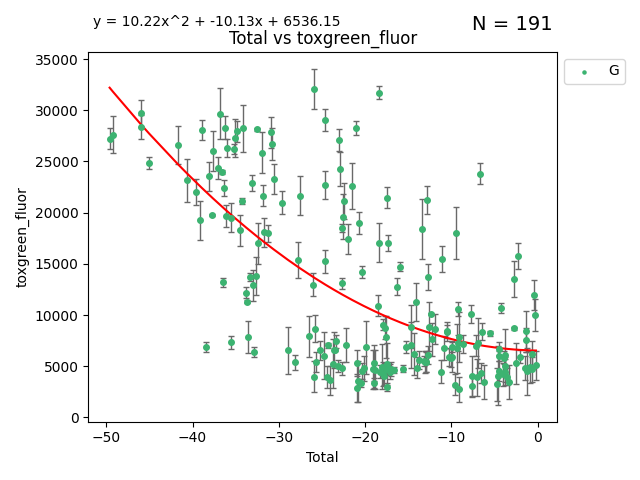 y = 10.22x^2 + -10.13x + 6536.15
N = 191
Total vs toxgreen_fluor
G
toxgreen_fluor
35000
30000
25000
20000
15000
10000
5000
0
−50
−40
−30
−20
−10
0
Total